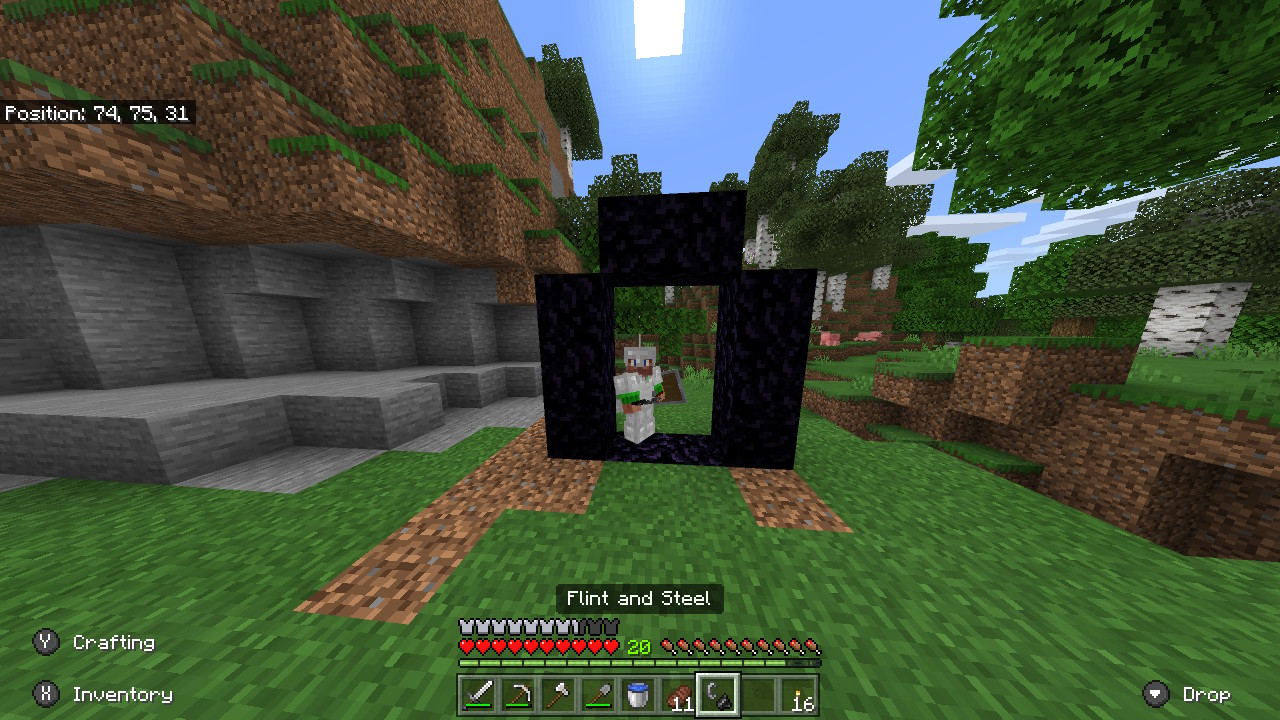 Position: 74, 75, 31
Flint and Steel
Y Crafting
20
X Inventory
11
16
Drop